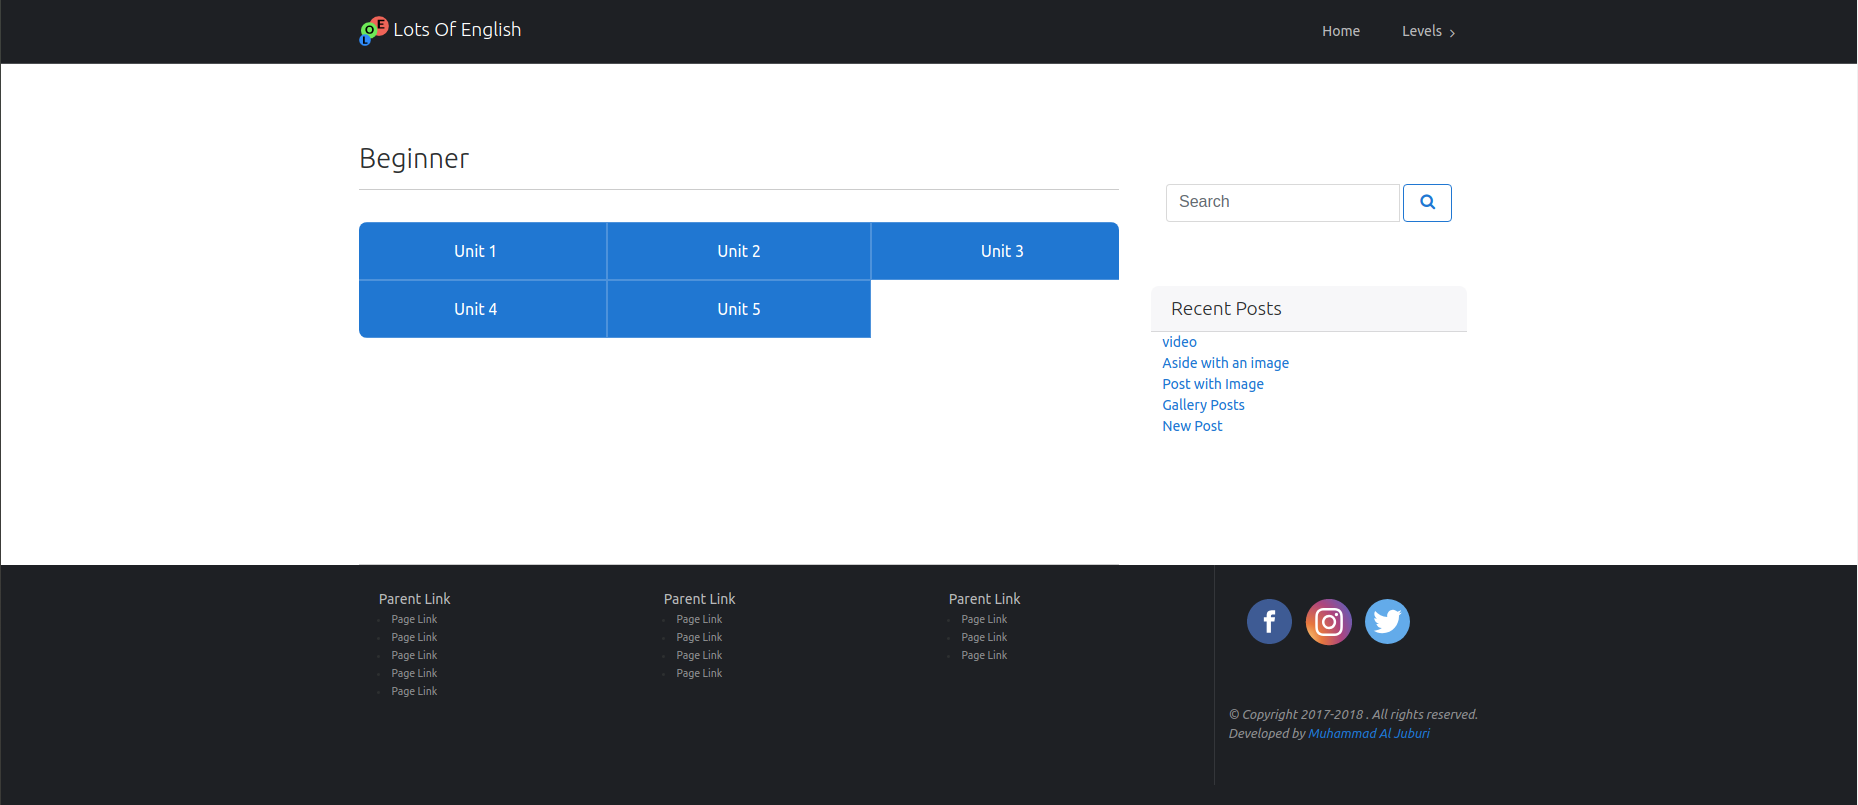 L O E Lots Of English
Home Levels
Beginner
Search
Unit 1 Unit 2 Unit 3
Unit 4 Unit 5
Recent Posts
video
Aside with an image
Post with Image
Gallery Posts
New Post
Parent Link
Page Link
Page Link
Page Link
Page Link
Page Link
Parent Link
Page Link
Page Link
Page Link
Page Link
Parent Link
Page Link
Page Link
Page Link
© Copyright 2017-2018 . All rights reserved.
Developed by Muhammad Al Juburi